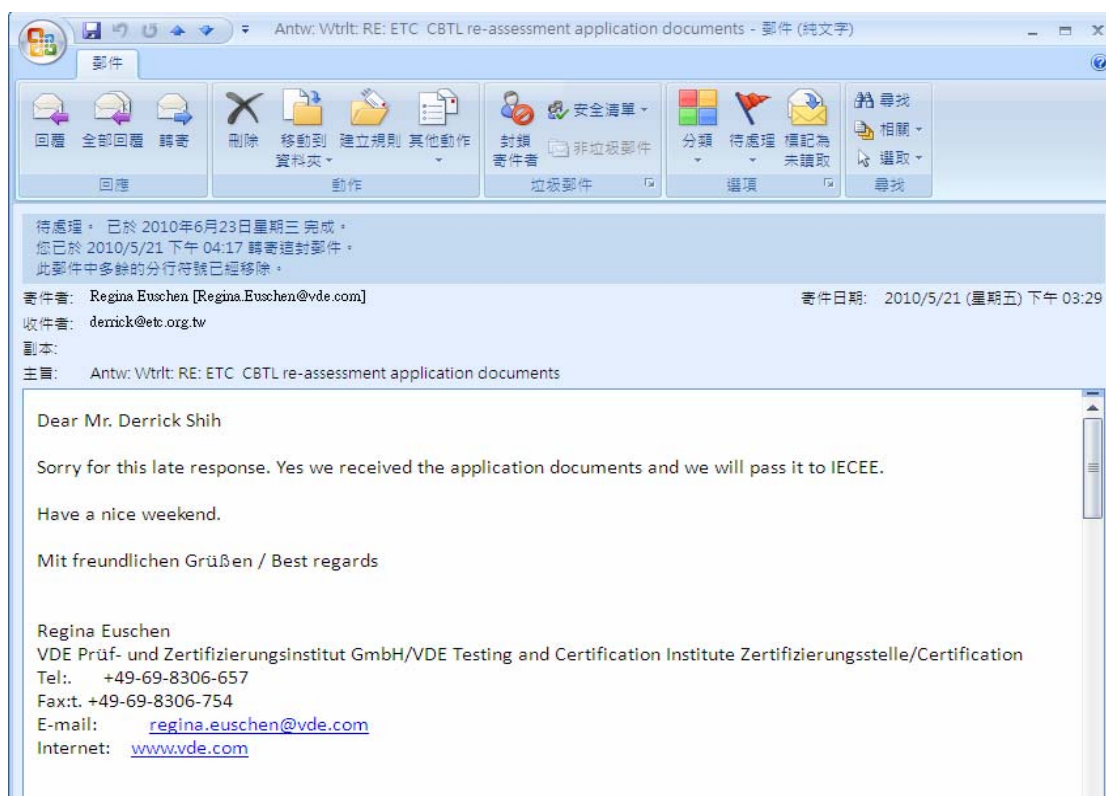 Antw: Wtrlt: RE: ETC CBTL re-assessment application documents - 郵件 (純文字)
郵件
回覆 全部回覆 轉寄 刪除 移動到資料夾 建立規則 其他動作 封鎖寄件者 安全清單 非垃圾郵件 分類 待處理 標記為未讀取 尋找 相關 選取
回應 動作 垃圾郵件 選項 尋找
待處理。 已於 2010年6月23日星期三 完成。
您已於 2010/5/21 下午 04:17 轉寄這封郵件。
此郵件中多餘的分行符號已經移除。
寄件者: Regina Euschen [Regina.Euschen@vde.com] 寄件日期: 2010/5/21 (星期五) 下午 03:29
收件者: derrick@etc.org.tw
副本:
主旨: Antw: Wtrlt: RE: ETC CBTL re-assessment application documents
Dear Mr. Derrick Shih
Sorry for this late response. Yes we received the application documents and we will pass it to IECEE.
Have a nice weekend.
Mit freundlichen Grüßen / Best regards
Regina Euschen
VDE Prüf- und Zertifizierungsinstitut GmbH/VDE Testing and Certification Institute Zertifizierungsstelle/Certification
Tel:. +49-69-8306-657
Fax:t. +49-69-8306-754
E-mail: regina.euschen@vde.com
Internet: www.vde.com